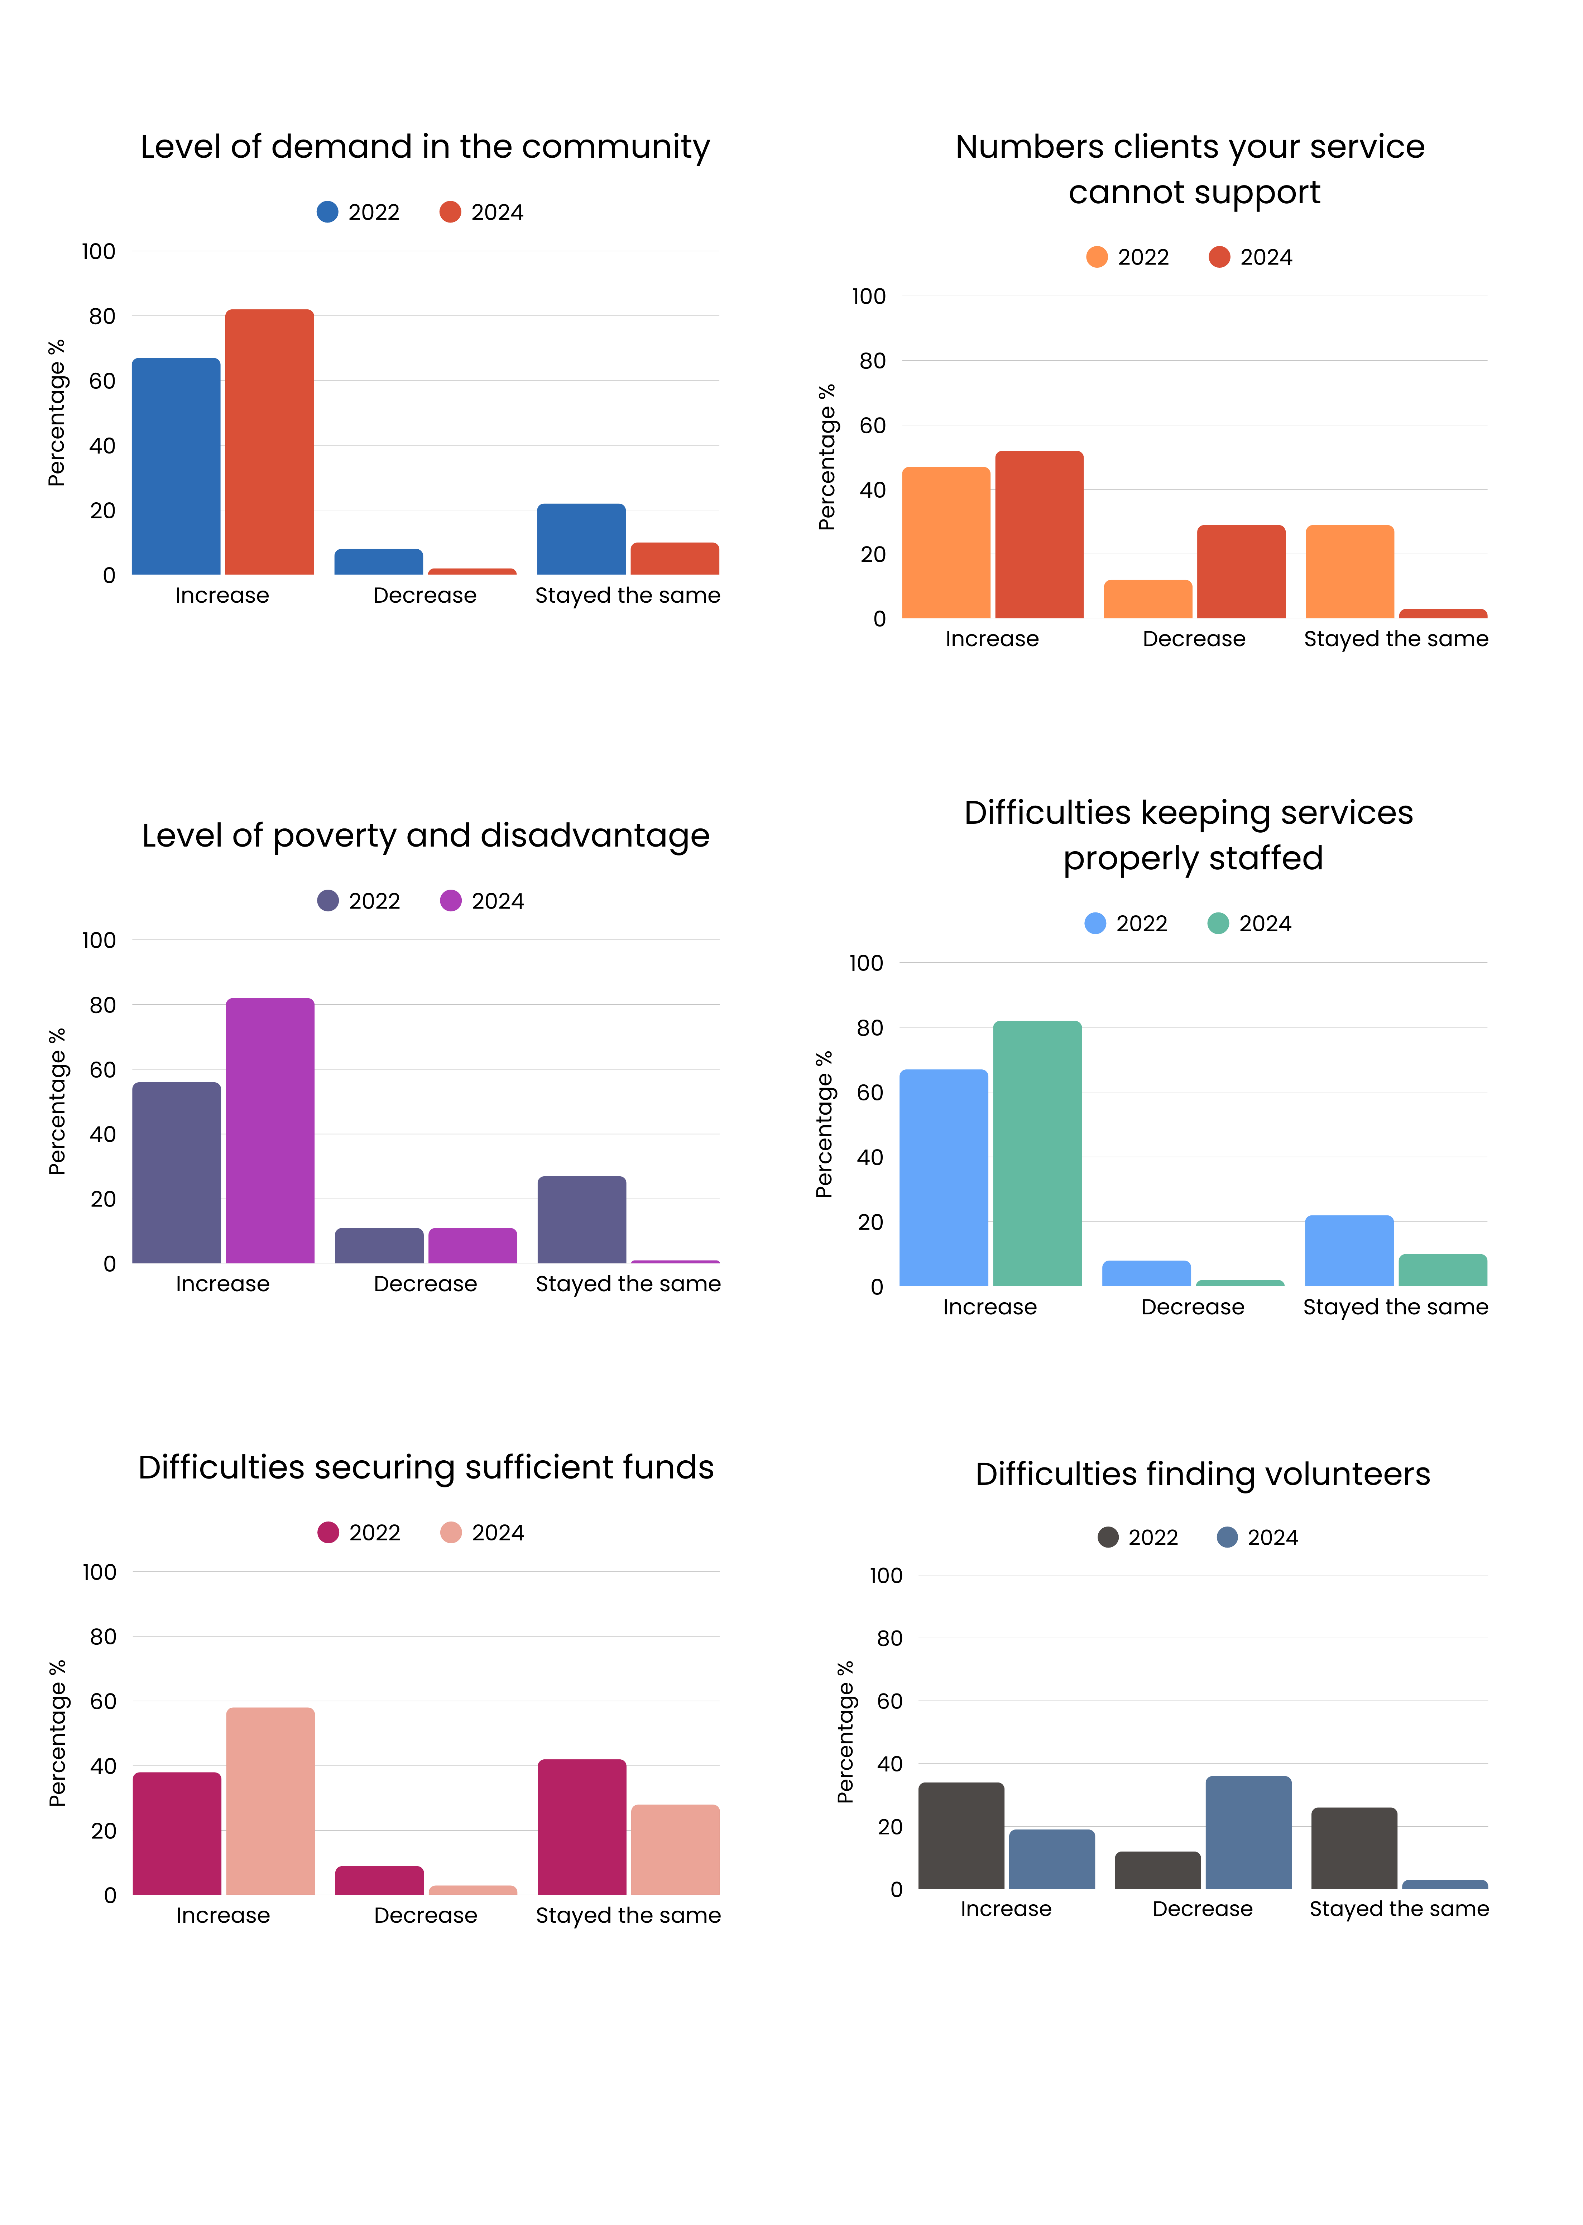 Level of demand in the community
2022 2024
100
80
60
40
20
0
Percentage %
Increase Decrease Stayed the same
Numbers clients your service
cannot support
2022 2024
100
80
60
40
20
0
Percentage %
Increase Decrease Stayed the same
Level of poverty and disadvantage
2022 2024
100
80
60
40
20
0
Percentage %
Increase Decrease Stayed the same
Difficulties keeping services
properly staffed
2022 2024
100
80
60
40
20
0
Percentage %
Increase Decrease Stayed the same
Difficulties securing sufficient funds
2022 2024
100
80
60
40
20
0
Percentage %
Increase Decrease Stayed the same
Difficulties finding volunteers
2022 2024
100
80
60
40
20
0
Percentage %
Increase Decrease Stayed the same